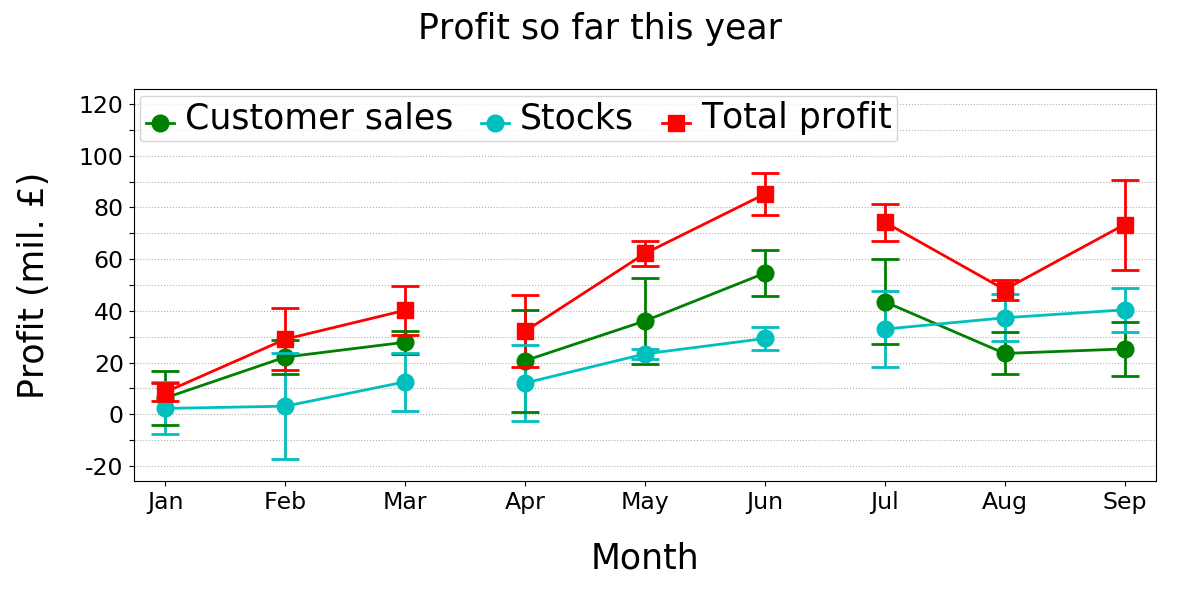 Profit so far this year
Customer sales Stocks Total profit
Profit (mil. £)
120
100
80
60
40
20
0
-20
Jan Feb Mar Apr May Jun Jul Aug Sep
Month